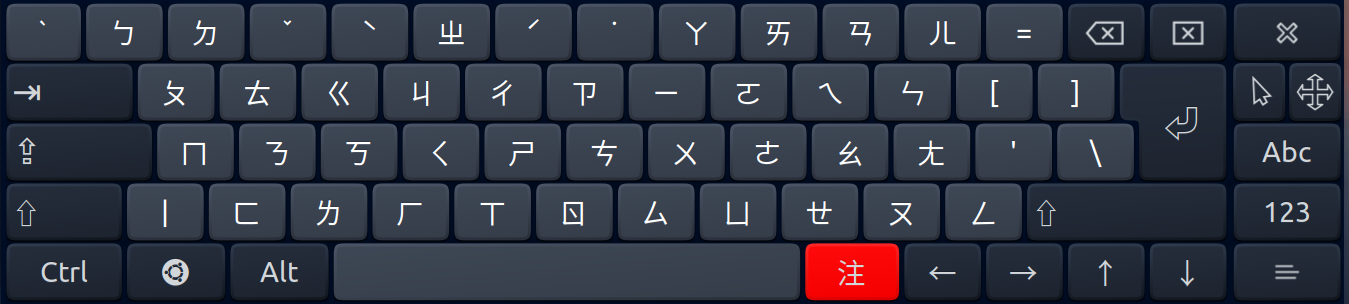 ` ㄅ ㄉ ˇ ˋ ㄓ ˊ ˙ ㄚ ㄞ ㄢ ㄦ =
ㄆ ㄊ ㄍ ㄐ ㄔ ㄗ ㄧ ㄛ ㄟ ㄣ [ ]
ㄇ ㄋ ㄎ ㄑ ㄕ ㄘ ㄨ ㄜ ㄠ ㄤ ' \ Abc
| ㄈ ㄌ ㄏ ㄒ ㄖ ㄙ ㄩ ㄝ ㄡ ㄥ 123
Ctrl Alt 注 ← → ↑ ↓